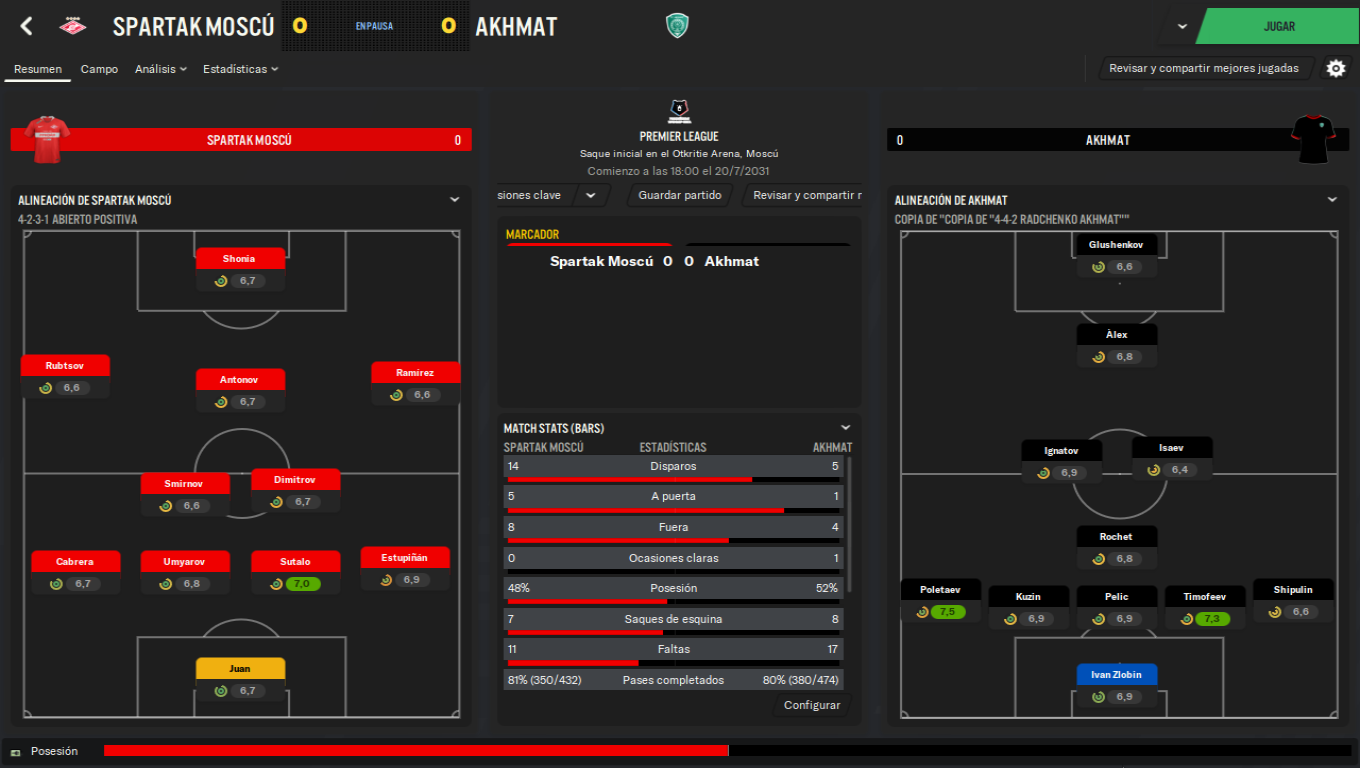 SPARTAK MOSCÚ 0 EN PAUSA 0 AKHMAT
JUGAR
Resumen Campo Análisis Estadísticas
Revisar y compartir mejores jugadas
SPARTAK MOSCÚ 0
PREMIER LEAGUE
Saque inicial en el Otkritie Arena, Moscú
Comienzo a las 18:00 el 20/7/2031
0 AKHMAT
siones clave Guardar partido Revisar y compartir r
ALINEACIÓN DE SPARTAK MOSCÚ
4-2-3-1 ABIERTO POSITIVA
Shonia
6,7
Rubtsov
6,6
Antonov
6,7
Ramírez
6,6
Smirnov
6,6
Dimitrov
6,7
Cabrera
6,7
Umyarov
6,8
Sutalo
7,0
Estupiñán
6,9
Juan
6,7
MARCADOR
Spartak Moscú 0 0 Akhmat
MATCH STATS (BARS)
SPARTAK MOSCÚ ESTADÍSTICAS AKHMAT
14 Disparos 5
5 A puerta 1
8 Fuera 4
0 Ocasiones claras 1
48% Posesión 52%
7 Saques de esquina 8
11 Faltas 17
81% (350/432) Pases completados 80% (380/474)
Configurar
ALINEACIÓN DE AKHMAT
COPIA DE "COPIA DE "4-4-2 RADCHENKO AKHMAT""
Glushenkov
6,6
Àlex
6,8
Ignatov
6,9
Isaev
6,4
Rochet
6,8
Poletaev
7,5
Kuzin
6,9
Pelic
6,9
Timofeev
7,3
Shipulin
6,6
Ivan Zlobin
6,9
Posesión